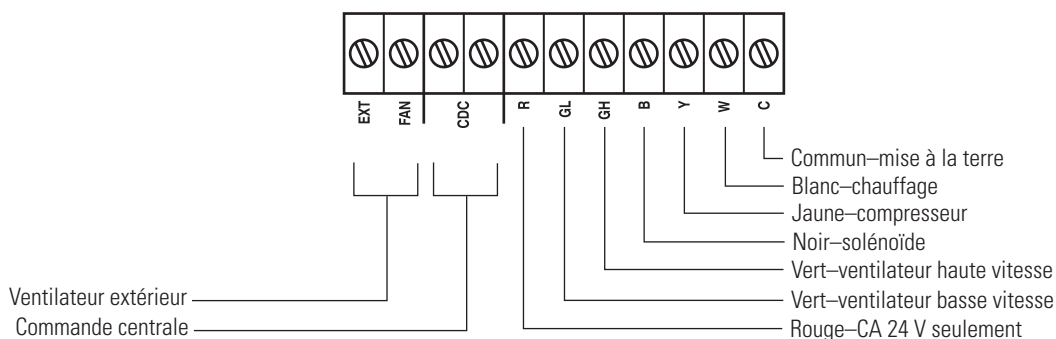 EXT FAN CDC R GL GH B Y W C
Commun–mise à la terre
Blanc–chauffage
Jaune–compresseur
Noir–solénoïde
Vert–ventilateur haute vitesse
Ventilateur extérieur
Vert–ventilateur basse vitesse
Commande centrale
Rouge–CA 24 V seulement